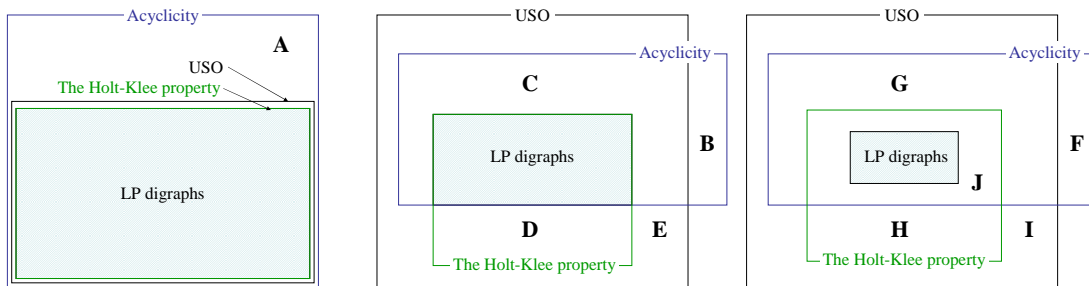 Acyclicity
A
USO
The Holt-Klee property
LP digraphs
USO
Acyclicity
C
B
LP digraphs
D
E
The Holt-Klee property
USO
Acyclicity
G
F
LP digraphs
J
H
I
The Holt-Klee property